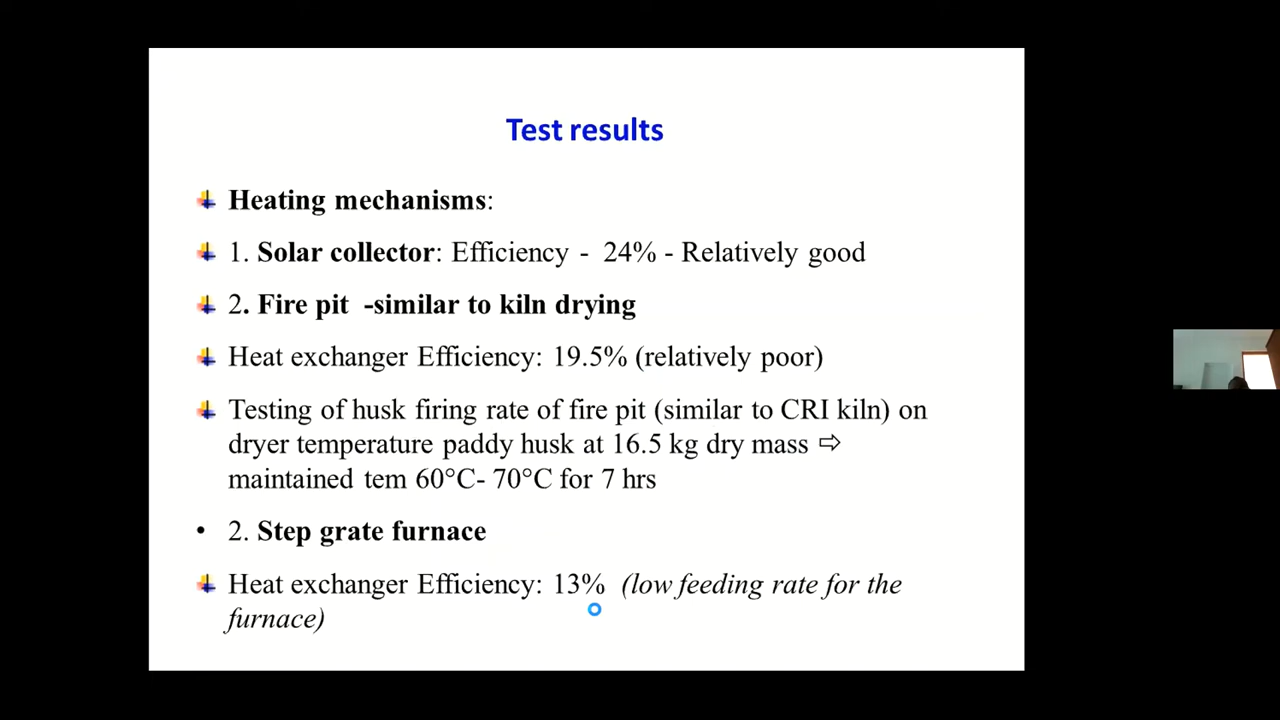 Test results
Heating mechanisms:
1. Solar collector: Efficiency - 24% - Relatively good
2. Fire pit -similar to kiln drying
Heat exchanger Efficiency: 19.5% (relatively poor)
Testing of husk firing rate of fire pit (similar to CRI kiln) on
dryer temperature paddy husk at 16.5 kg dry mass ⇨
maintained tem 60°C- 70°C for 7 hrs
• 2. Step grate furnace
Heat exchanger Efficiency: 13% (low feeding rate for the
furnace)